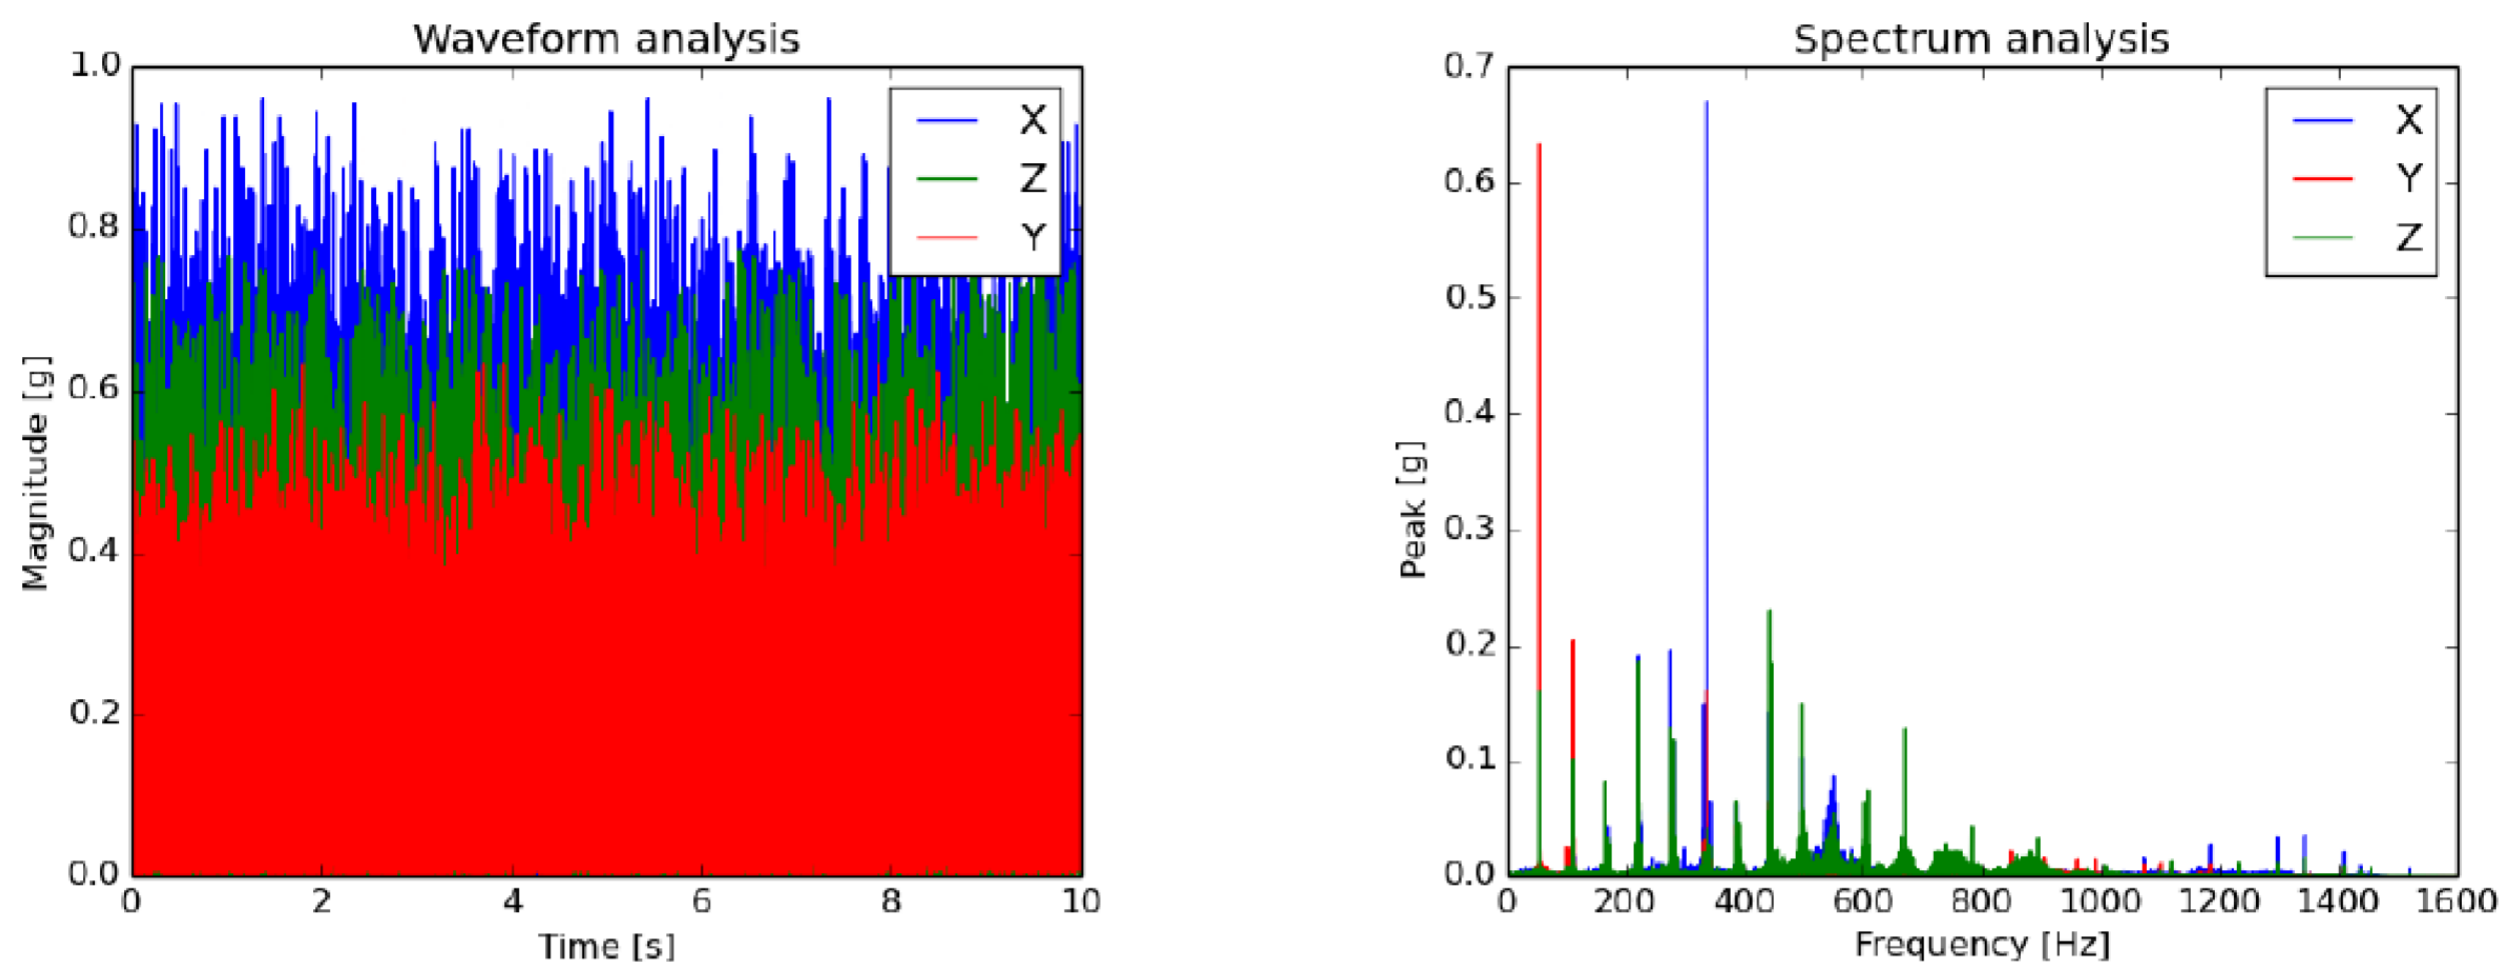 Waveform analysis
1.0
0.8
0.6
0.4
0.2
0.0
Magnitude [g]
0 2 4 6 8 10
Time [s]
X
Z
Y
Spectrum analysis
0.7
0.6
0.5
0.4
0.3
0.2
0.1
0.0
Peak [g]
0 200 400 600 800 1000 1200 1400 1600
Frequency [Hz]
X
Y
Z